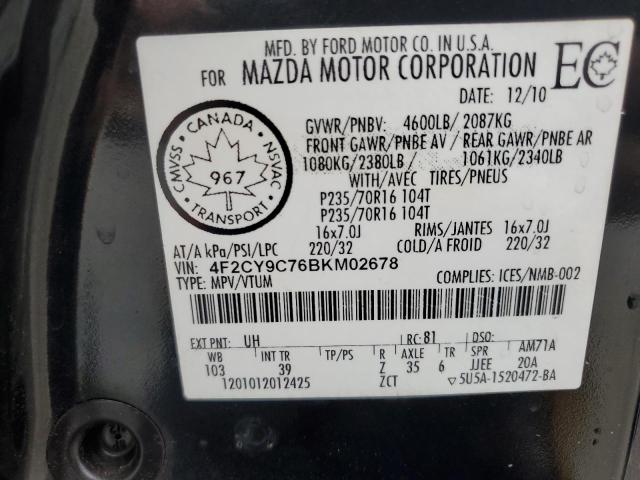 MFD. BY FORD MOTOR CO. IN U.S.A.
FOR MAZDA MOTOR CORPORATION
EC
DATE: 12/10
CANADA
CMVSS
NSVAC
967
TRANSPORT
GVWR/PNBV: 4600LB/ 2087KG
FRONT GAWR/PNBE AV / REAR GAWR/PNBE AR
1080KG/2380LB / 1061KG/2340LB
WITH/AVEC TIRES/PNEUS
P235/70R16 104T
P235/70R16 104T
16x7.0J RIMS/JANTES 16x7.0J
AT/A kPa/PSI/LPC 220/32 COLD/A FROID 220/32
VIN: 4F2CY9C76BKM02678
TYPE: MPV/VTUM COMPLIES: ICES/NMB-002
EXT PNT: UH RC: 81 DSO:
WB INT TR TP/PS R AXLE TR SPR AM71A
103 39 Z 35 6 JJEE 20A
1201012012425 ZCT 5U5A-1520472-BA